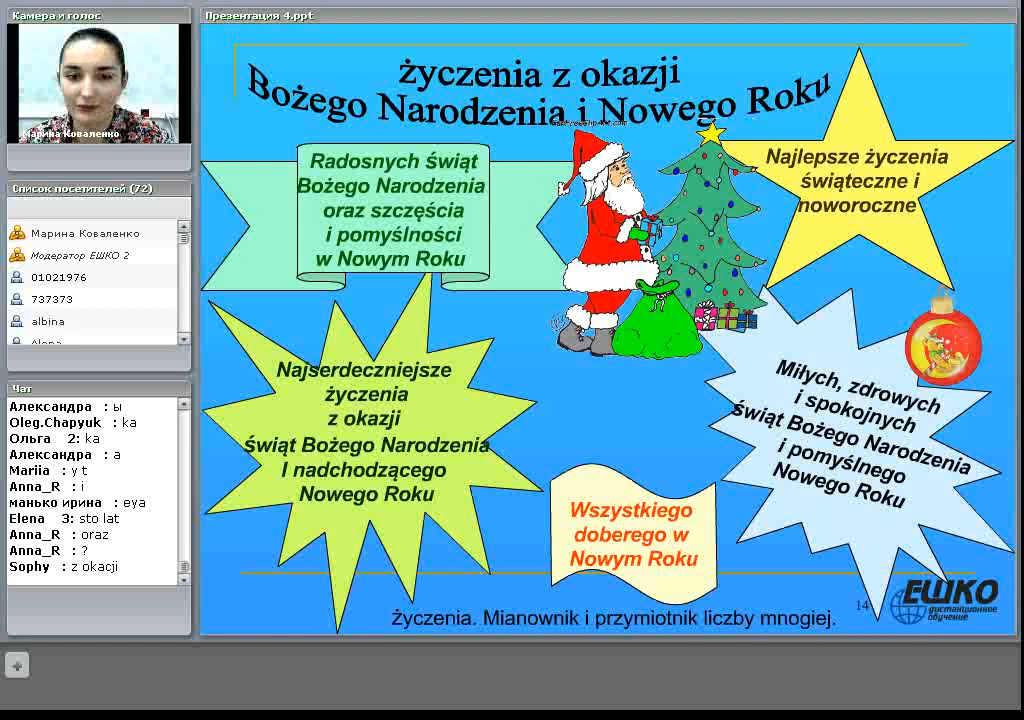 Камера и голос
Марина Коваленко
Список посетителей (72)
Марина Коваленко
Модератор ЕШКО 2
01021976
737373
albina
Alena
Чат
Александра : ы
Oleg.Chapyuk : ka
Ольга 2: ka
Александра : a
Mariia : y t
Anna_R : i
манько ирина : eya
Elena 3: sto lat
Anna_R : oraz
Anna_R : ?
Sophy : z okacji
Презентация 4.ppt
życzenia z okazji
Bożego Narodzenia i Nowego Roku
Radosnych świąt
Bożego Narodzenia
oraz szczęścia
i pomyślności
w Nowym Roku
Najlepsze życzenia
świąteczne i
noworoczne
Najserdeczniejsze
życzenia
z okazji
świąt Bożego Narodzenia
I nadchodzącego
Nowego Roku
Miłych, zdrowych
i spokojnych
świąt Bożego Narodzenia
i pomyślnego
Nowego Roku
Wszystkiego
doberego w
Nowym Roku
życzenia. Mianownik i przymiotnik liczby mnogiej.
14
ЕШКО
дистанционное
обучение